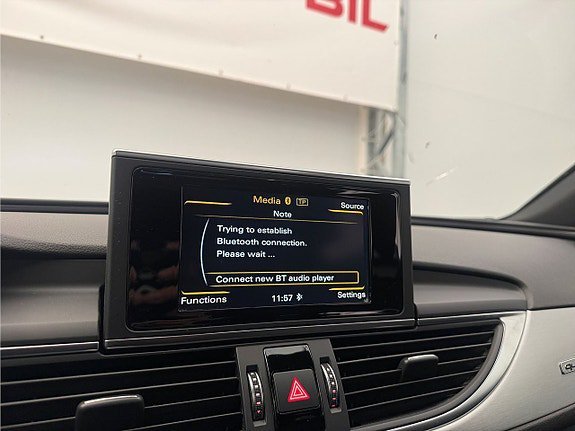 BIL
Media TP
Source
Note
Trying to establish
Bluetooth connection.
Please wait ...
Connect new BT audio player
Functions
11:57
Settings